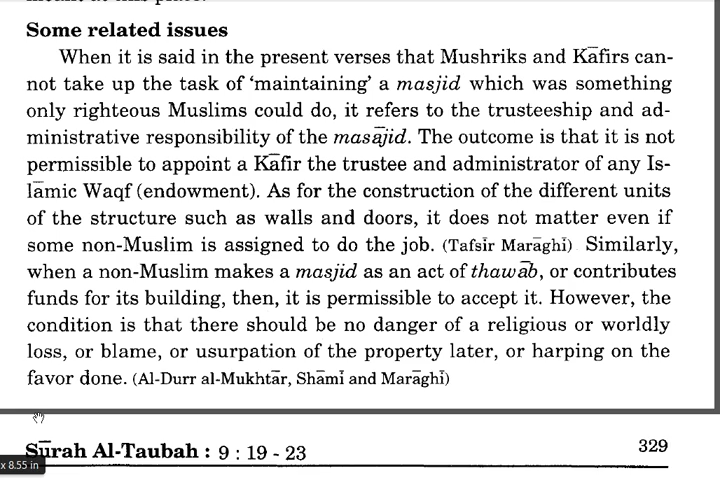 Some related issues
When it is said in the present verses that Mushriks and Kāfirs can-
not take up the task of ‘maintaining’ a masjid which was something
only righteous Muslims could do, it refers to the trusteeship and ad-
ministrative responsibility of the masājid. The outcome is that it is not
permissible to appoint a Kāfir the trustee and administrator of any Is-
lāmic Waqf (endowment). As for the construction of the different units
of the structure such as walls and doors, it does not matter even if
some non-Muslim is assigned to do the job. (Tafsīr Marāghī) Similarly,
when a non-Muslim makes a masjid as an act of thawāb, or contributes
funds for its building, then, it is permissible to accept it. However, the
condition is that there should be no danger of a religious or worldly
loss, or blame, or usurpation of the property later, or harping on the
favor done. (Al-Durr al-Mukhtār, Shāmī and Marāghī)
Sūrah Al-Taubah : 9 : 19 - 23 329
x 8.55 in